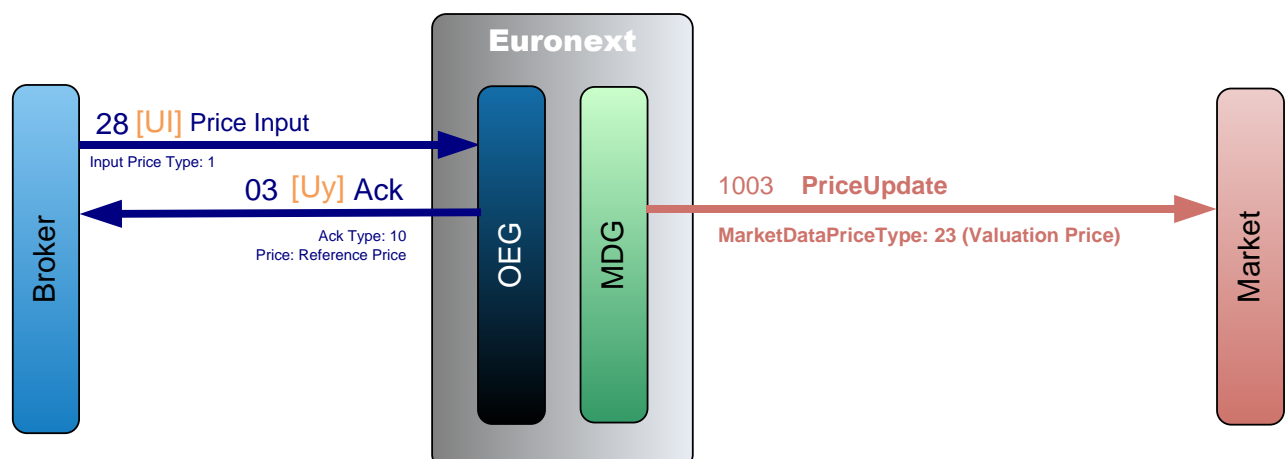 Euronext
28 [UI] Price Input
Input Price Type: 1
03 [Uy] Ack
Ack Type: 10
Price: Reference Price
1003 PriceUpdate
MarketDataPriceType: 23 (Valuation Price)
Broker
OEG
MDG
Market